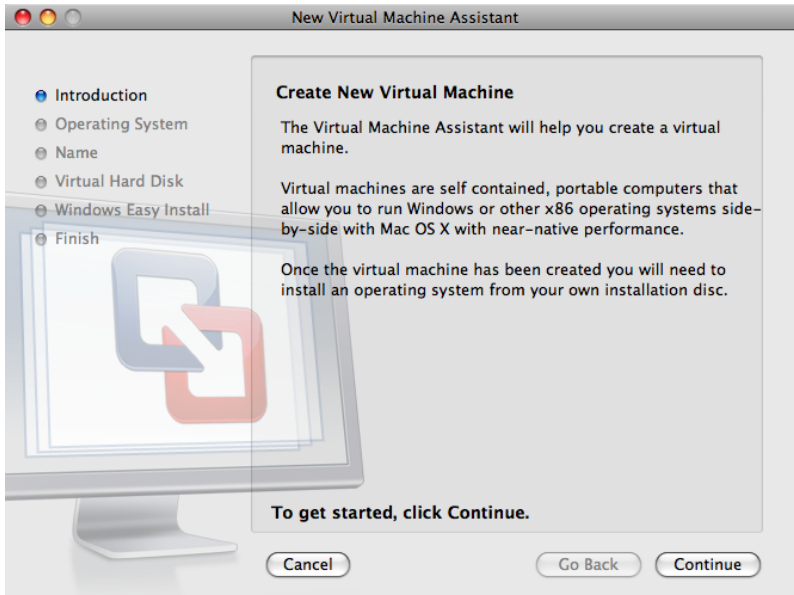 New Virtual Machine Assistant
Introduction
Operating System
Name
Virtual Hard Disk
Windows Easy Install
Finish
Create New Virtual Machine
The Virtual Machine Assistant will help you create a virtual
machine.
Virtual machines are self contained, portable computers that
allow you to run Windows or other x86 operating systems side-
by-side with Mac OS X with near-native performance.
Once the virtual machine has been created you will need to
install an operating system from your own installation disc.
To get started, click Continue.
Cancel
Go Back
Continue